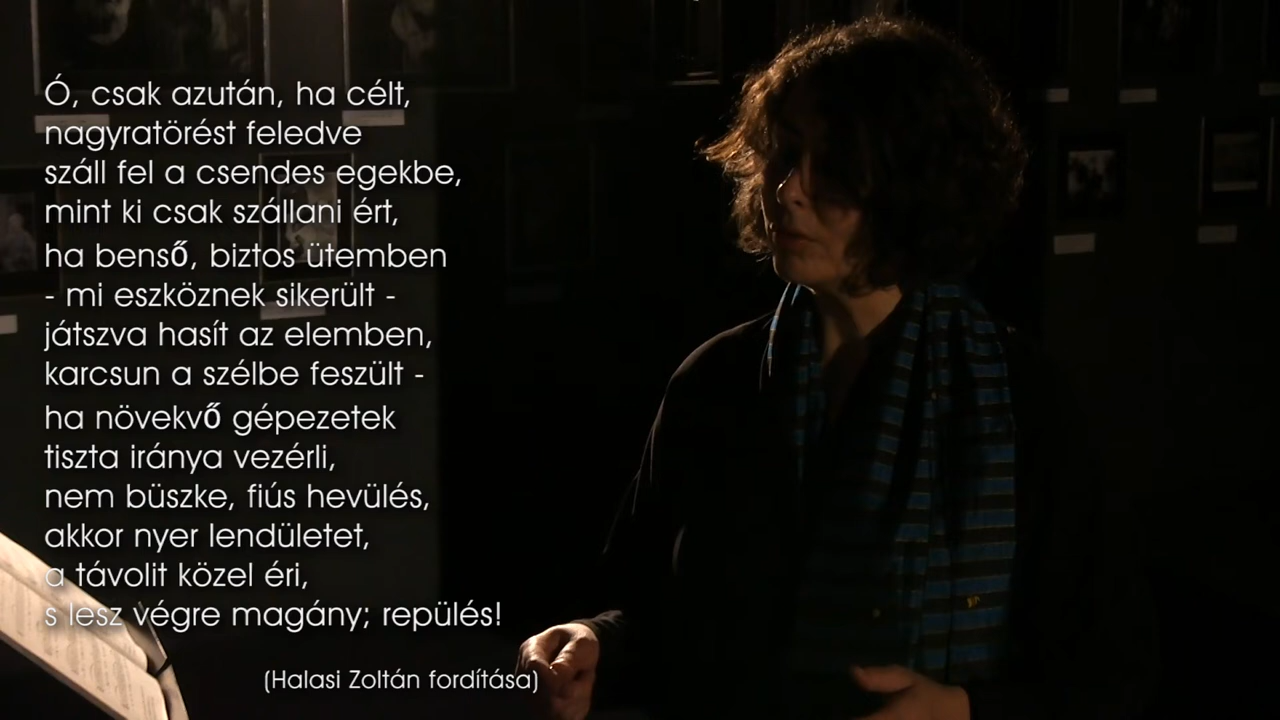 Ó, csak azután, ha célt,
nagyratörést feledve
száll fel a csendes egekbe,
mint ki csak szállani ért,
ha benső, biztos ütemben
- mi eszköznek sikerült -
játszva hasít az elemben,
karcsun a szélbe feszült -
ha növekvő gépezetek
tiszta iránya vezérli,
nem büszke, fiús hevülés,
akkor nyer lendületet,
a távolit közel éri,
s lesz végre magány; repülés!
(Halasi Zoltán fordítása)